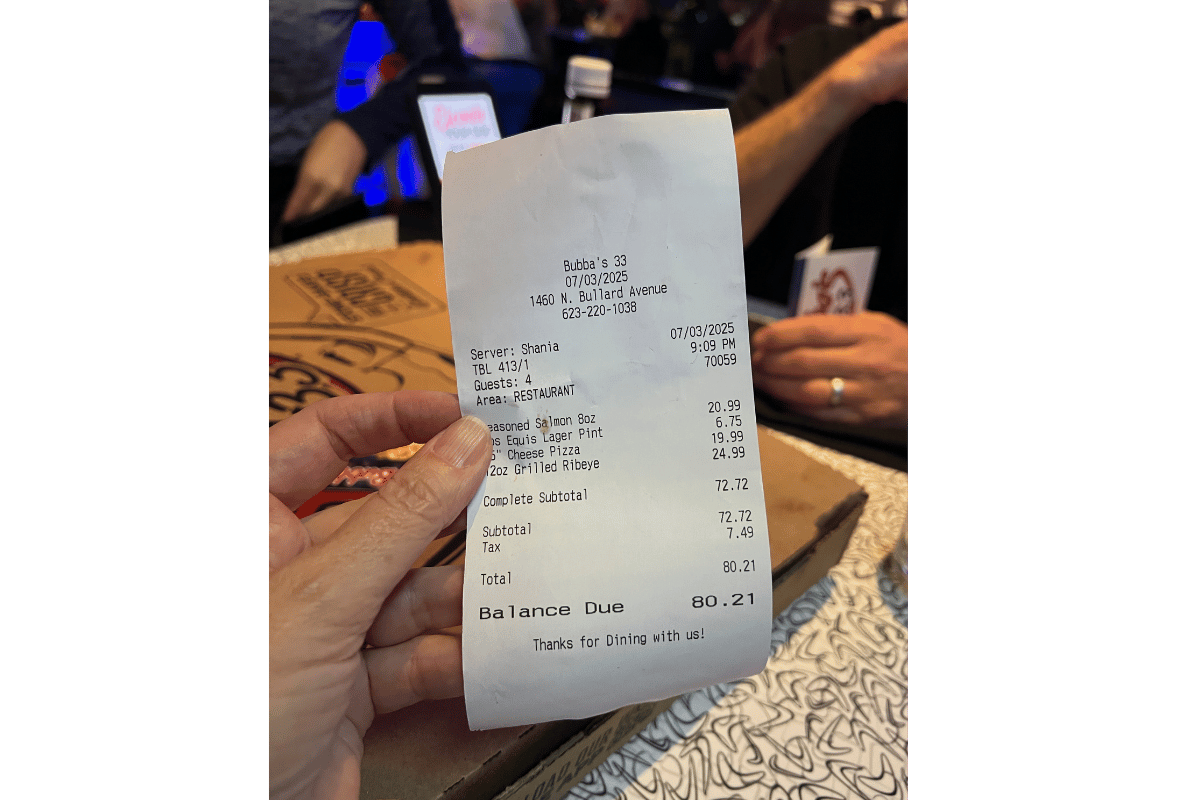 Bubba's 33
07/03/2025
1460 N. Bullard Avenue
623-220-1038
Server: Shania 07/03/2025
TBL 413/1 9:09 PM
Guests: 4 70059
Area: RESTAURANT
easoned Salmon 8oz 20.99
os Equis Lager Pint 6.75
6" Cheese Pizza 19.99
12oz Grilled Ribeye 24.99
Complete Subtotal 72.72
Subtotal 72.72
Tax 7.49
Total 80.21
Balance Due 80.21
Thanks for Dining with us!
33